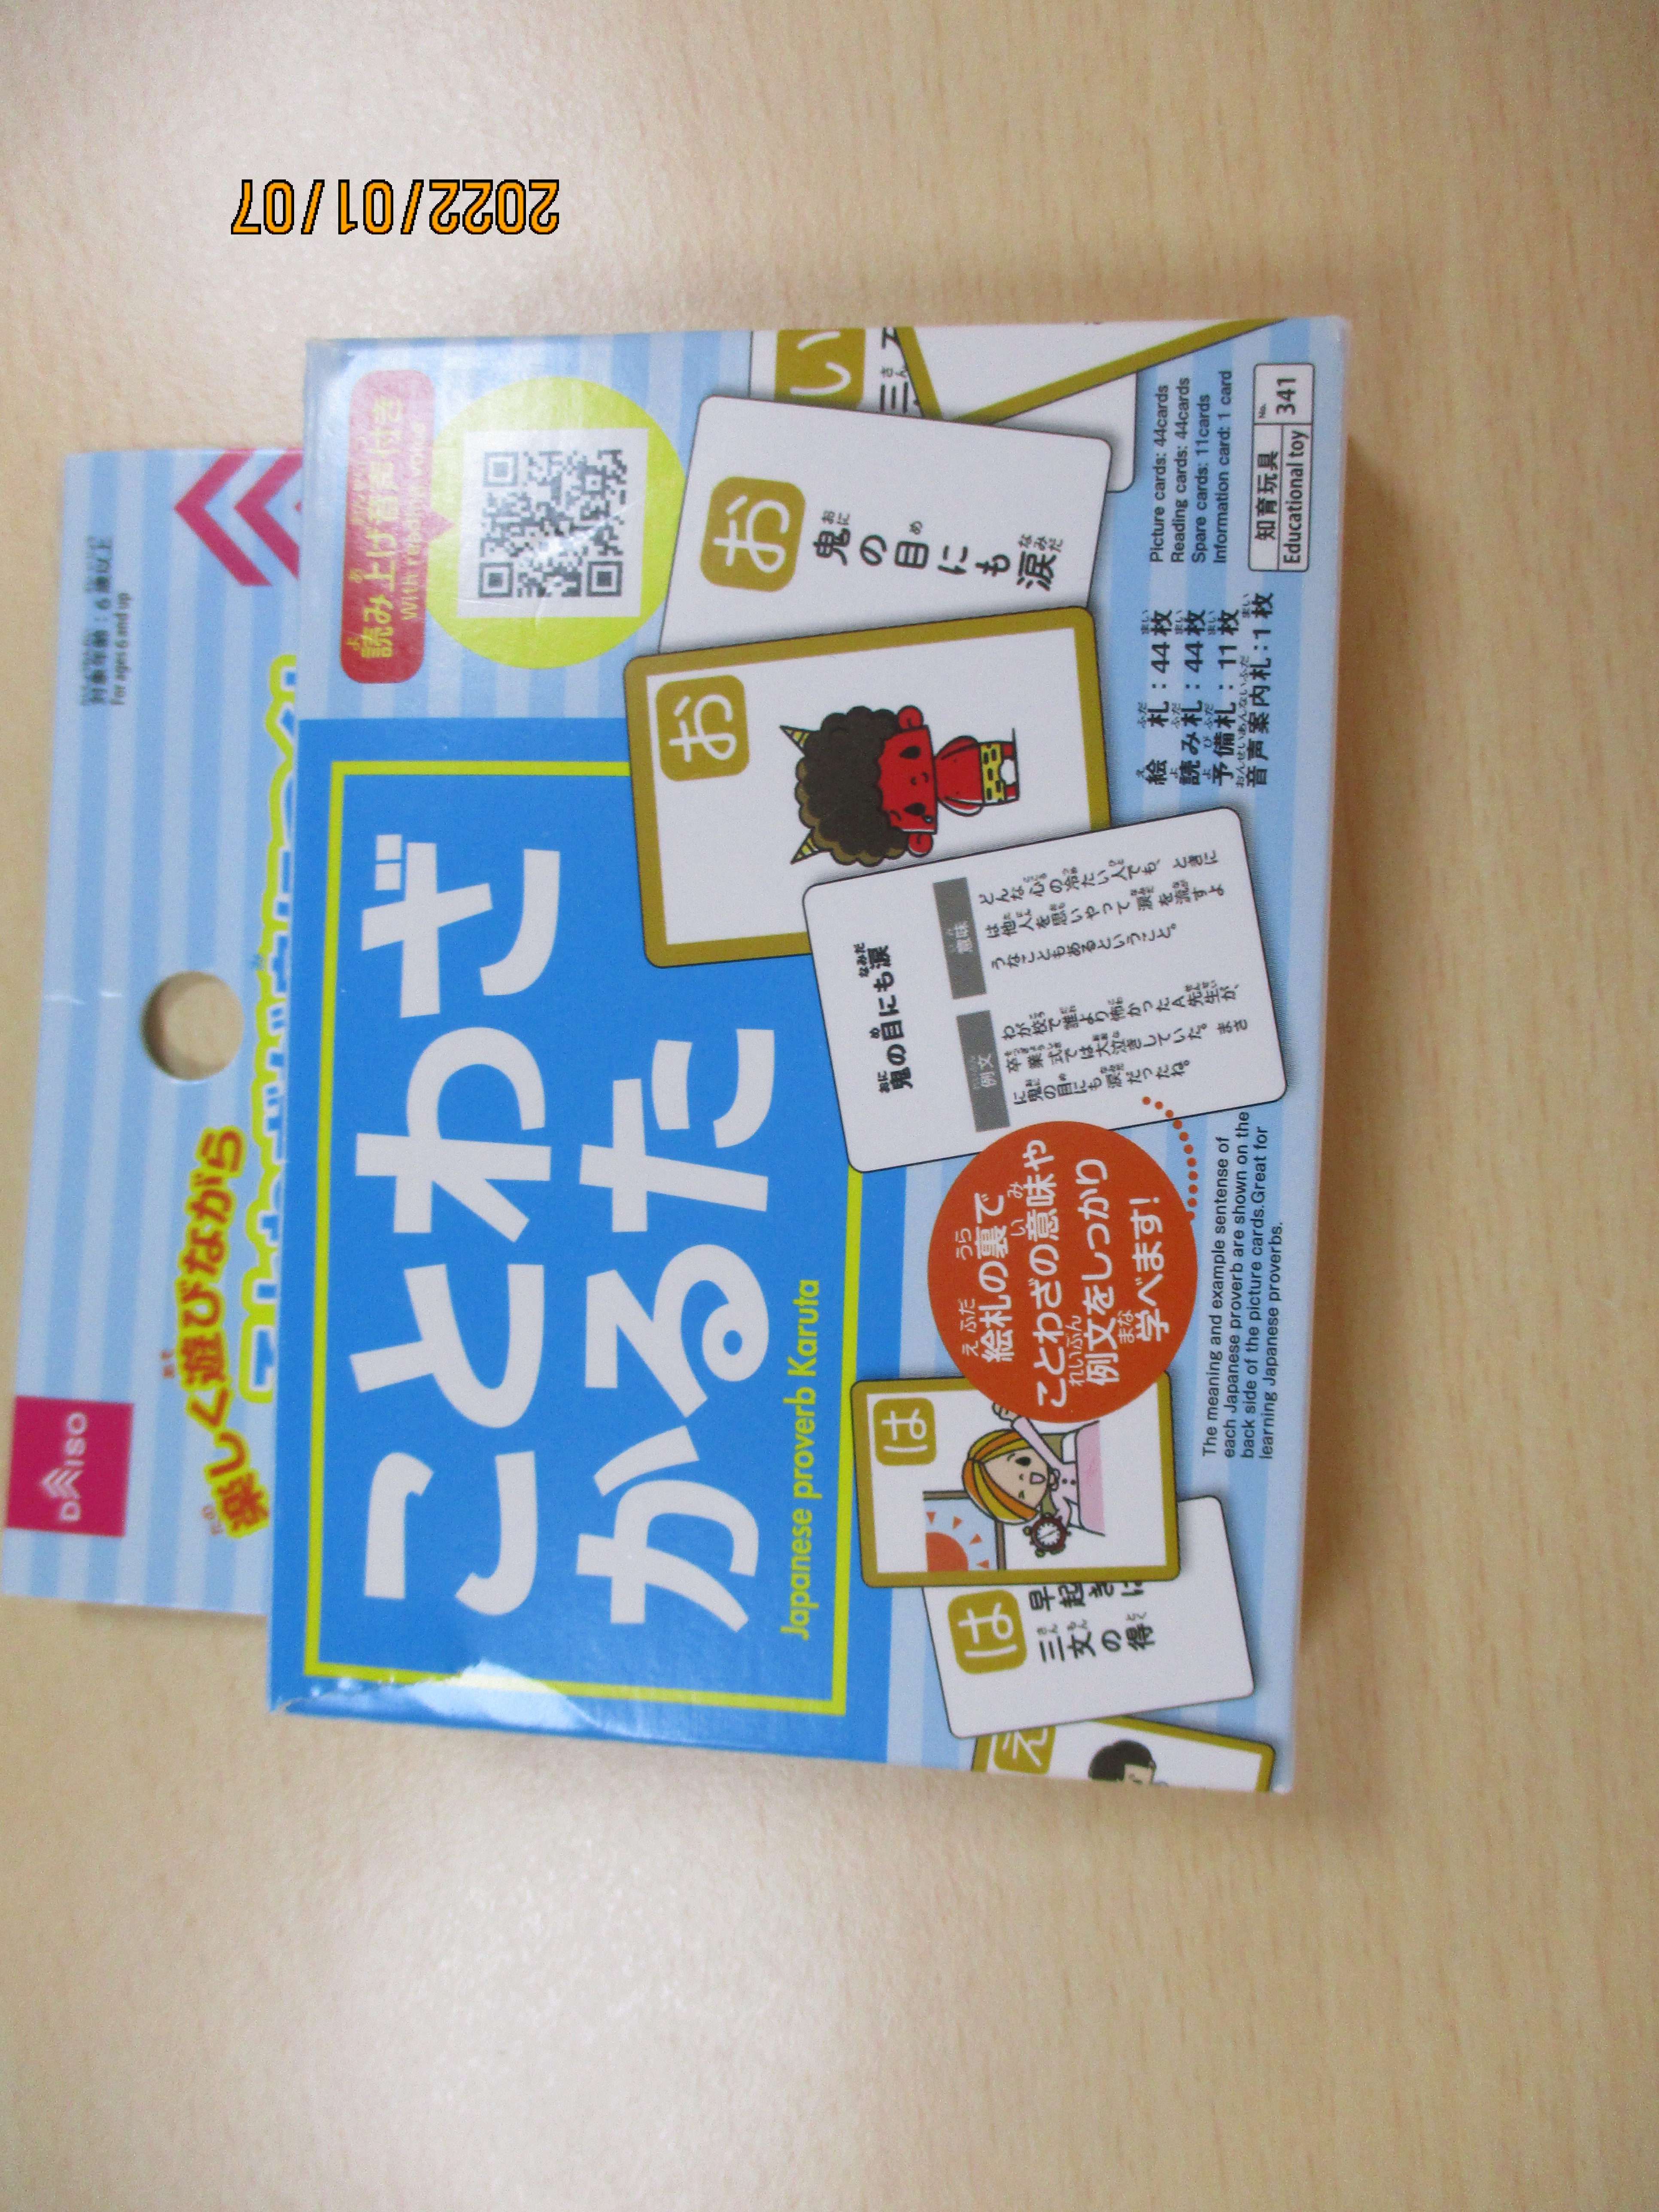 2022/01/07
DAISO
対象年齢：6歳以上
For ages 6 and up
楽しく遊びながら
読み上げ音声付き
ことわざ
かるた
Japanese proverb Karuta
お
鬼の目にも涙
お
鬼の目にも涙
意味
どんな心の冷たい人でも、ときに
は他人を思いやって涙を流すよ
うなこともあるということ。
例文
わが校で誰より怖かったA先生が、
卒業式では大泣きしていた。まさ
に鬼の目にも涙だったね。
絵札の裏で
ことわざの意味や
例文をしっかり
学べます!
は
は
早起きは
三文の得
え
い
三
The meaning and example sentense of
each Japanese proverb are shown on the
back side of the picture cards.Great for
learning Japanese proverbs.
絵札：44枚
読み札：44枚
予備札：11枚
音声案内札：1枚
Picture cards: 44cards
Reading cards: 44cards
Spare cards: 11cards
Information card: 1 card
知育玩具
Educational toy
No.
341